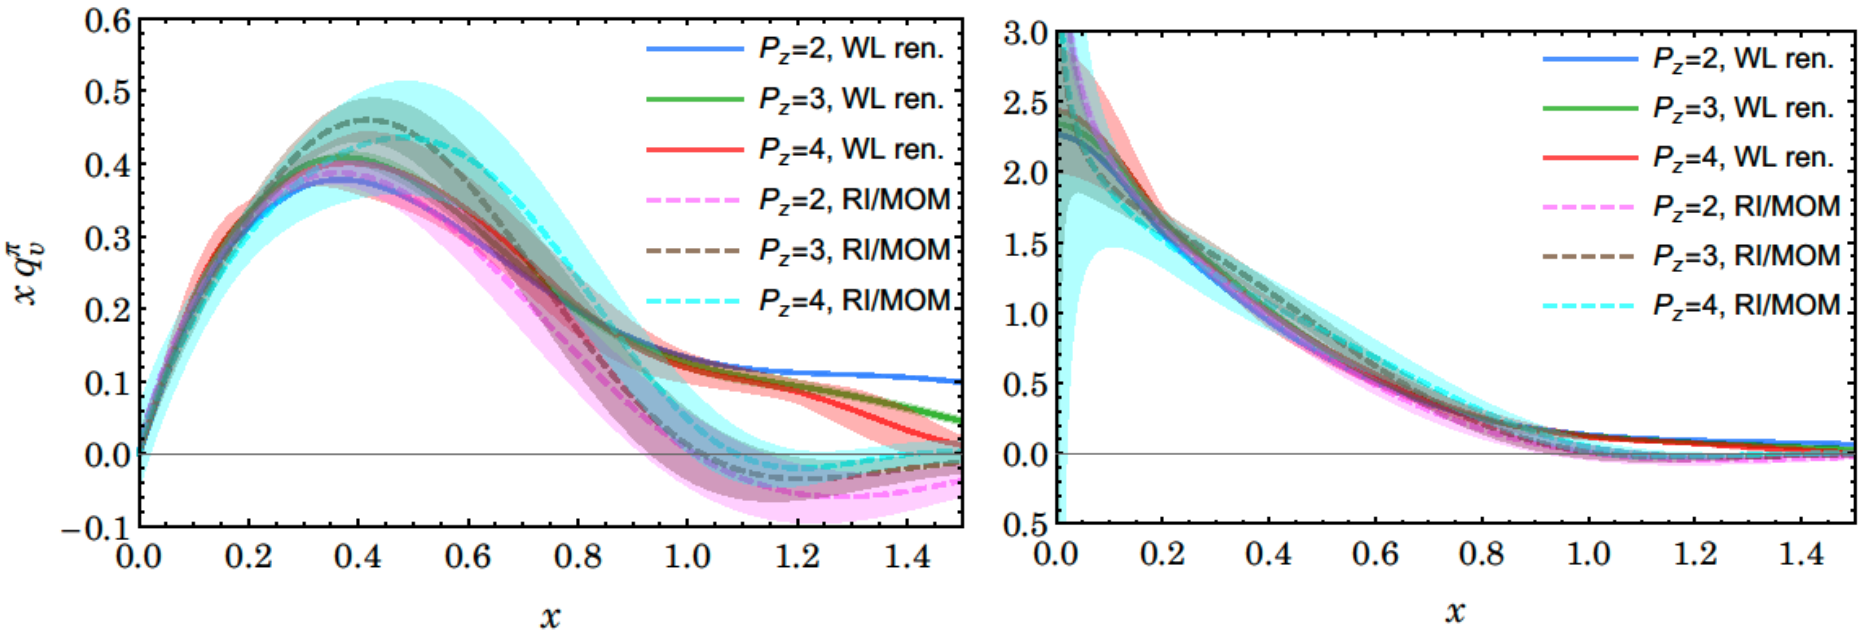 0.6
0.5
0.4
0.3
0.2
0.1
0.0
−0.1
0.0 0.2 0.4 0.6 0.8 1.0 1.2 1.4
x
x q_v^π
P_z=2, WL ren.
P_z=3, WL ren.
P_z=4, WL ren.
P_z=2, RI/MOM
P_z=3, RI/MOM
P_z=4, RI/MOM
3.0
2.5
2.0
1.5
1.0
0.5
0.0
0.5
0.0 0.2 0.4 0.6 0.8 1.0 1.2 1.4
x
P_z=2, WL ren.
P_z=3, WL ren.
P_z=4, WL ren.
P_z=2, RI/MOM
P_z=3, RI/MOM
P_z=4, RI/MOM